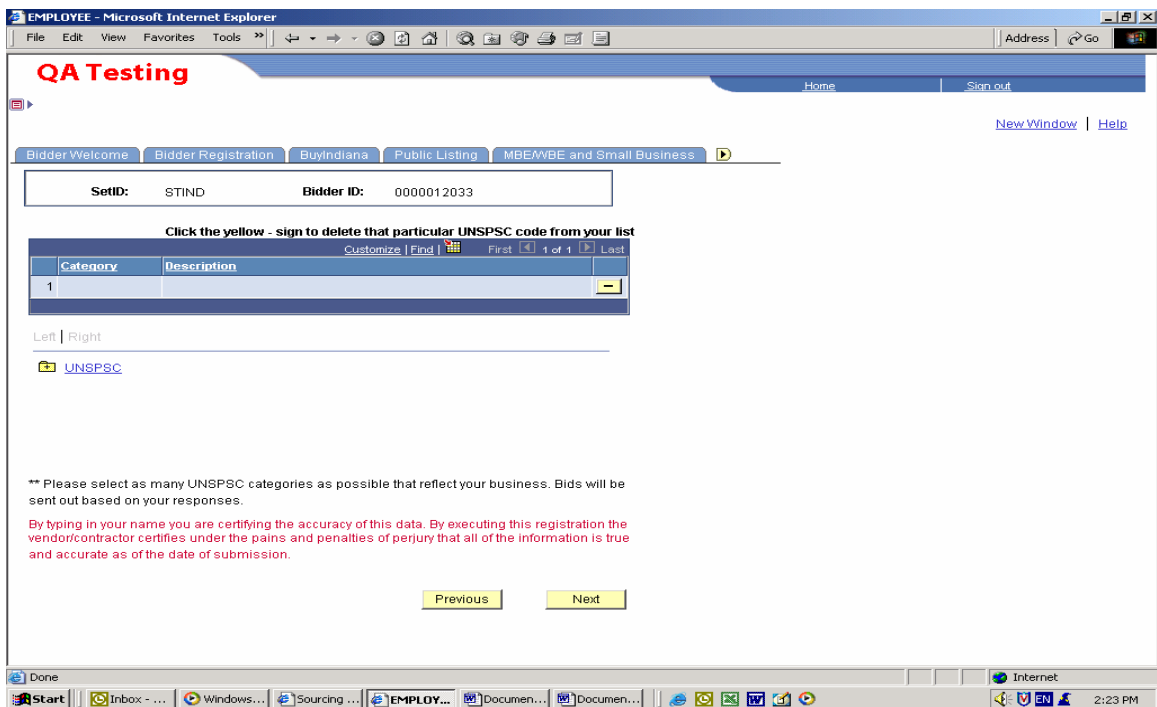 EMPLOYEE - Microsoft Internet Explorer
File Edit View Favorites Tools » Address Go
QA Testing
Home Sign out
New Window | Help
Bidder Welcome Bidder Registration BuyIndiana Public Listing MBE/WBE and Small Business
SetID: STIND Bidder ID: 0000012033
Click the yellow - sign to delete that particular UNSPSC code from your list
Customize | Find | First 1 of 1 Last
Category Description
1
Left | Right
UNSPSC
** Please select as many UNSPSC categories as possible that reflect your business. Bids will be
sent out based on your responses.
By typing in your name you are certifying the accuracy of this data. By executing this registration the
vendor/contractor certifies under the pains and penalties of perjury that all of the information is true
and accurate as of the date of submission.
Previous Next
Done Internet
Start Inbox - ... Windows... Sourcing ... EMPLOY... Documen... Documen... EN 2:23 PM